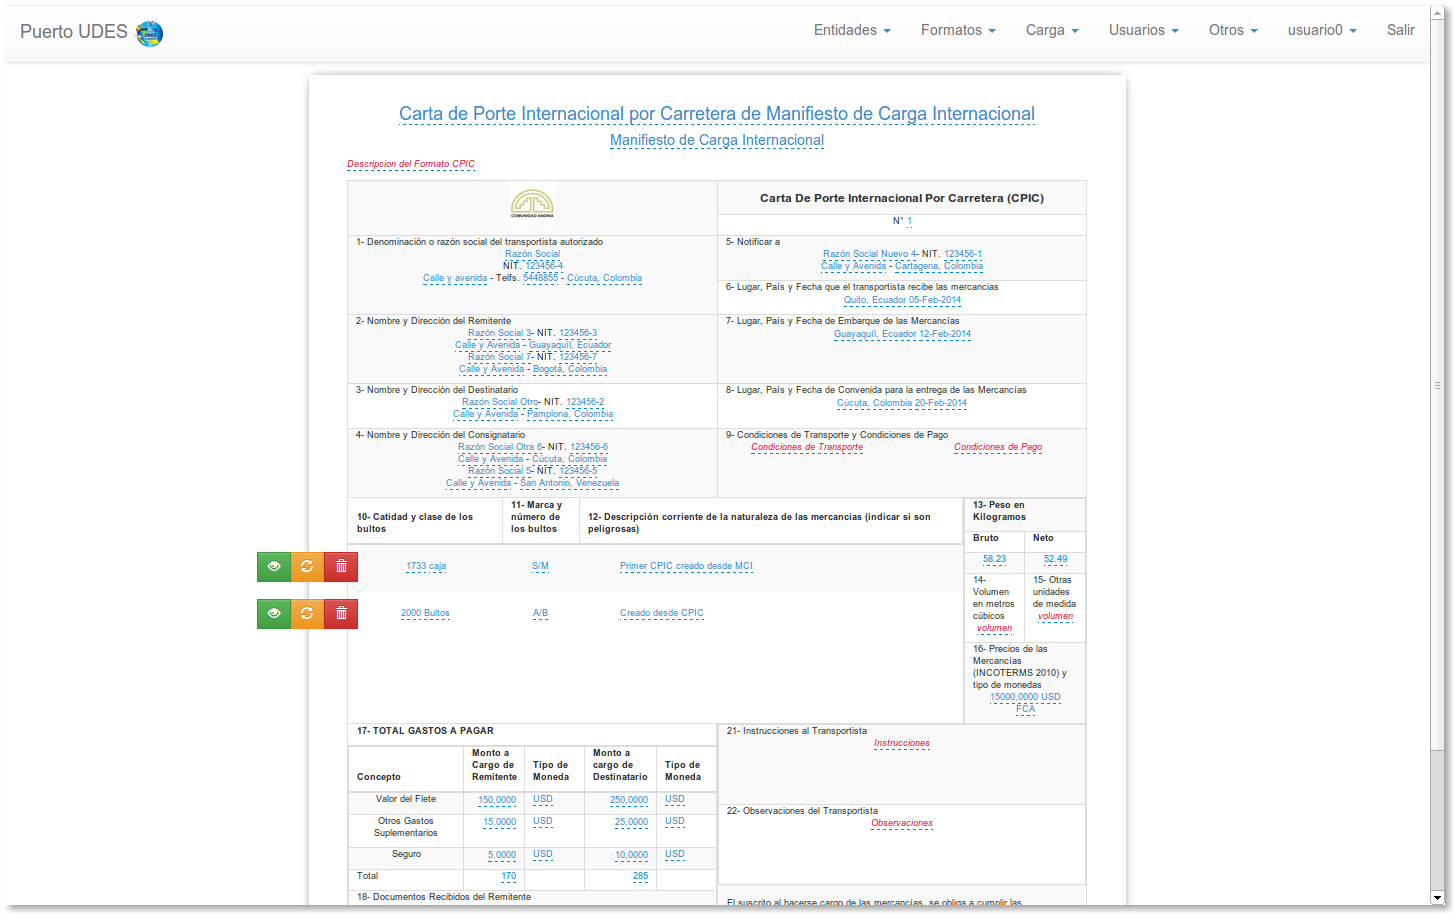 Puerto UDES
Entidades Formatos Carga Usuarios Otros usuario0 Salir
Carta de Porte Internacional por Carretera de Manifiesto de Carga Internacional
Manifiesto de Carga Internacional
Descripcion del Formato CPIC
COMUNIDAD ANDINA
Carta De Porte Internacional Por Carretera (CPIC)
N° 1
1- Denominación o razón social del transportista autorizado
Razón Social
NIT. 123456-4
Calle y avenida - Telfs. 5448855 - Cúcuta, Colombia
5- Notificar a
Razón Social Nuevo 4- NIT. 123456-1
Calle y Avenida - Cartagena, Colombia
6- Lugar, País y Fecha que el transportista recibe las mercancias
Quito, Ecuador 05-Feb-2014
2- Nombre y Dirección del Remitente
Razón Social 3- NIT. 123456-3
Calle y Avenida - Guayaquil, Ecuador
Razón Social 7- NIT. 123456-7
Calle y Avenida - Bogotá, Colombia
7- Lugar, País y Fecha de Embarque de las Mercancías
Guayaquil, Ecuador 12-Feb-2014
3- Nombre y Dirección del Destinatario
Razón Social Otro- NIT. 123456-2
Calle y Avenida - Pamplona, Colombia
8- Lugar, País y Fecha de Convenida para la entrega de las Mercancías
Cúcuta, Colombia 20-Feb-2014
4- Nombre y Dirección del Consignatario
Razón Social Otra 6- NIT. 123456-6
Calle y Avenida - Cúcuta, Colombia
Razón Social 5- NIT. 123456-5
Calle y Avenida - San Antonio, Venezuela
9- Condiciones de Transporte y Condiciones de Pago
Condiciones de Transporte Condiciones de Pago
10- Catidad y clase de los
bultos
11- Marca y
número de
los bultos
12- Descripción corriente de la naturaleza de las mercancías (indicar si son
peligrosas)
13- Peso en
Kilogramos
Bruto Neto
58.23 52.49
1733 caja S/M Primer CPIC creado desde MCI
2000 Bultos A/B Creado desde CPIC
14-
Volumen
en metros
cúbicos
volumen
15- Otras
unidades
de medida
volumen
16- Precios de las
Mercancías
(INCOTERMS 2010) y
tipo de monedas
15000,0000 USD
FCA
17- TOTAL GASTOS A PAGAR
Concepto
Monto a
Cargo de
Remitente
Tipo de
Moneda
Monto a
cargo de
Destinatario
Tipo de
Moneda
Valor del Flete 150,0000 USD 250,0000 USD
Otros Gastos
Suplementarios
15,0000 USD 25,0000 USD
Seguro 5,0000 USD 10,0000 USD
Total 170 285
18- Documentos Recibidos del Remitente
21- Instrucciones al Transportista
Instrucciones
22- Observaciones del Transportista
Observaciones
El suscrito al hacerse cargo de las mercancías, se obliga a cumplir las